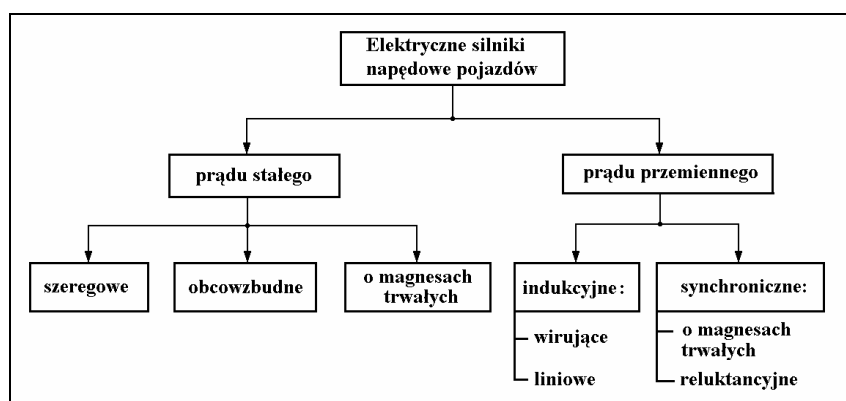 Elektryczne silniki
napędowe pojazdów
prądu stałego
prądu przemiennego
szeregowe
obcowzbudne
o magnesach
trwałych
indukcyjne:
wirujące
liniowe
synchroniczne:
o magnesach
trwałych
reluktancyjne